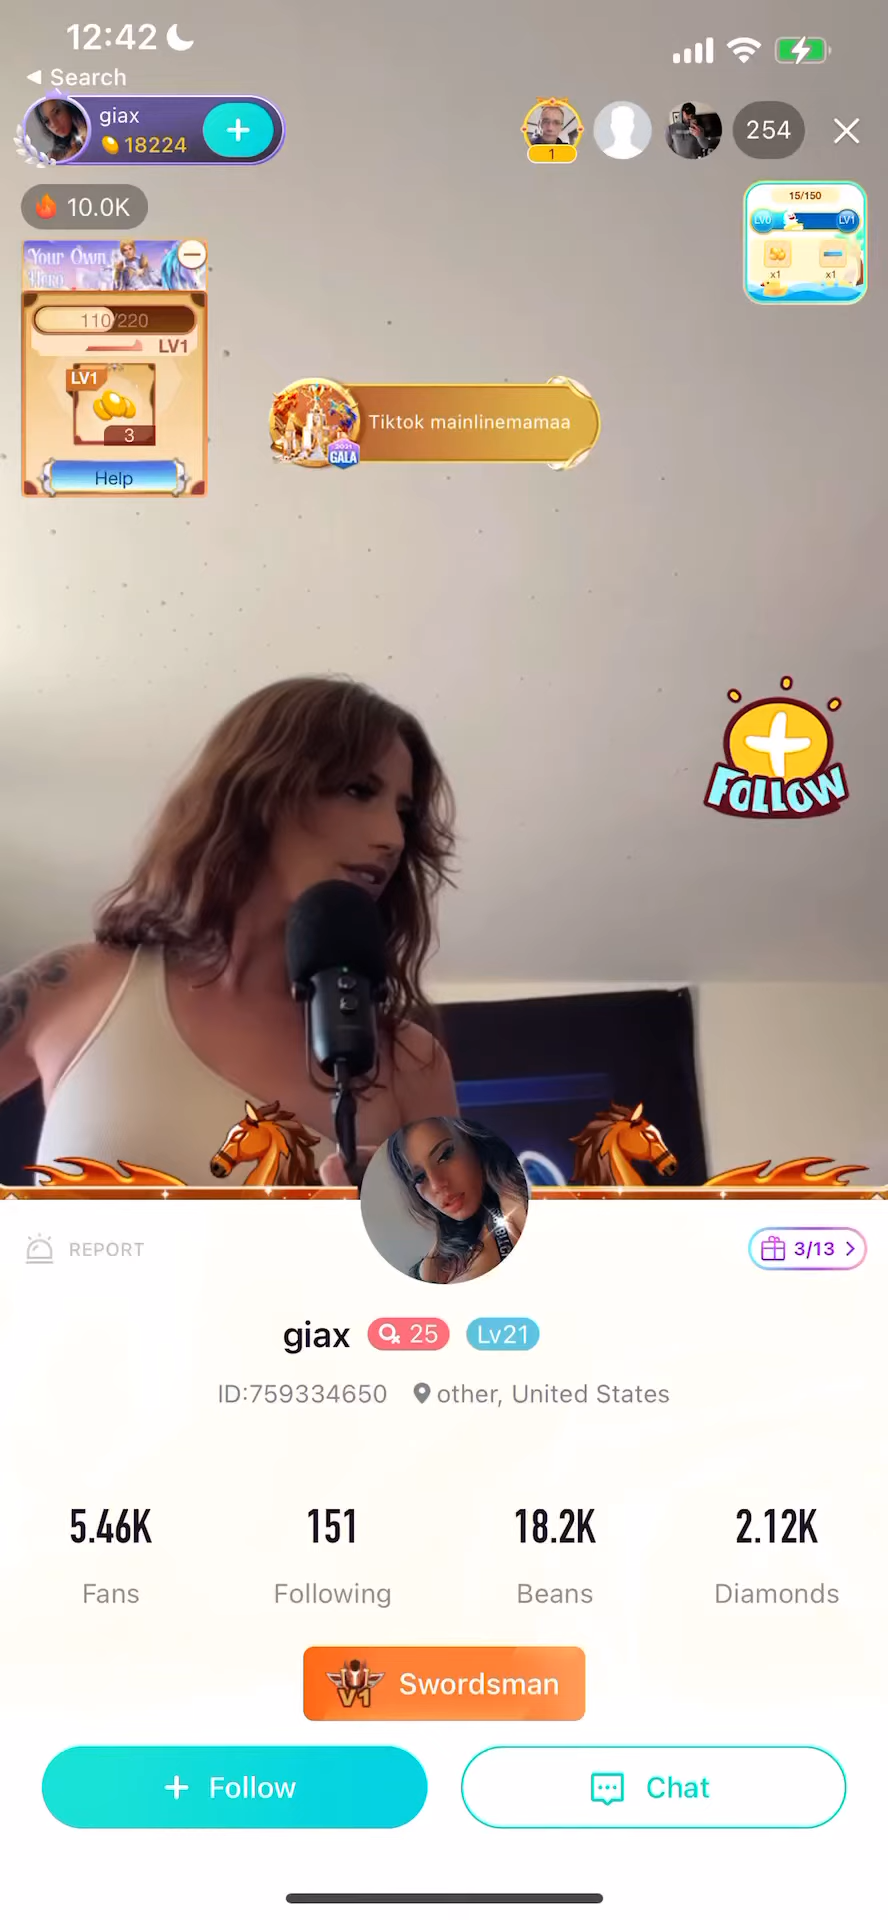 12:42
Search
giax
18224
1
254
10.0K
15/150
LV0
LV1
x1
x1
Your Own
Hero
110/220
LV1
LV1
3
Help
Tiktok mainlinemamaa
2021
GALA
FOLLOW
REPORT
3/13
giax
25
Lv21
ID:759334650
other, United States
5.46K
151
18.2K
2.12K
Fans
Following
Beans
Diamonds
V1
Swordsman
+ Follow
Chat